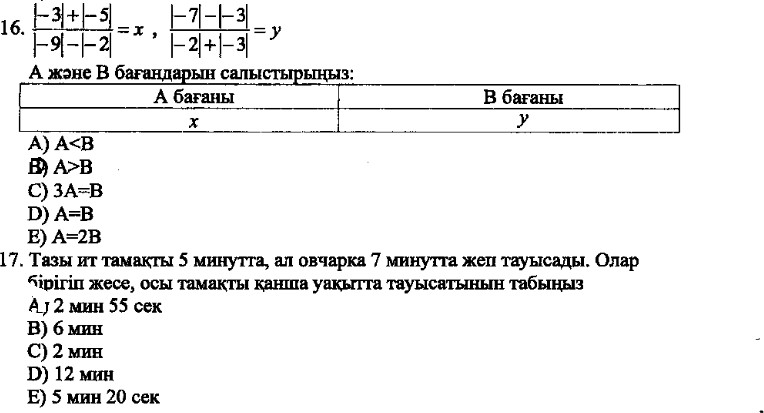 16. |−3|+|−5| / |−9|−|−2| = x , |−7|−|−3| / |−2|+|−3| = y
А және В бағандарын салыстырыңыз:
А бағаны В бағаны
x y
A) A<B
B) A>B
C) 3A=B
D) A=B
E) A=2B
17. Тазы ит тамақты 5 минутта, ал овчарка 7 минутта жеп тауысады. Олар
бірігіп жесе, осы тамақты қанша уақытта тауысатынын табыңыз
A) 2 мин 55 сек
B) 6 мин
C) 2 мин
D) 12 мин
E) 5 мин 20 сек